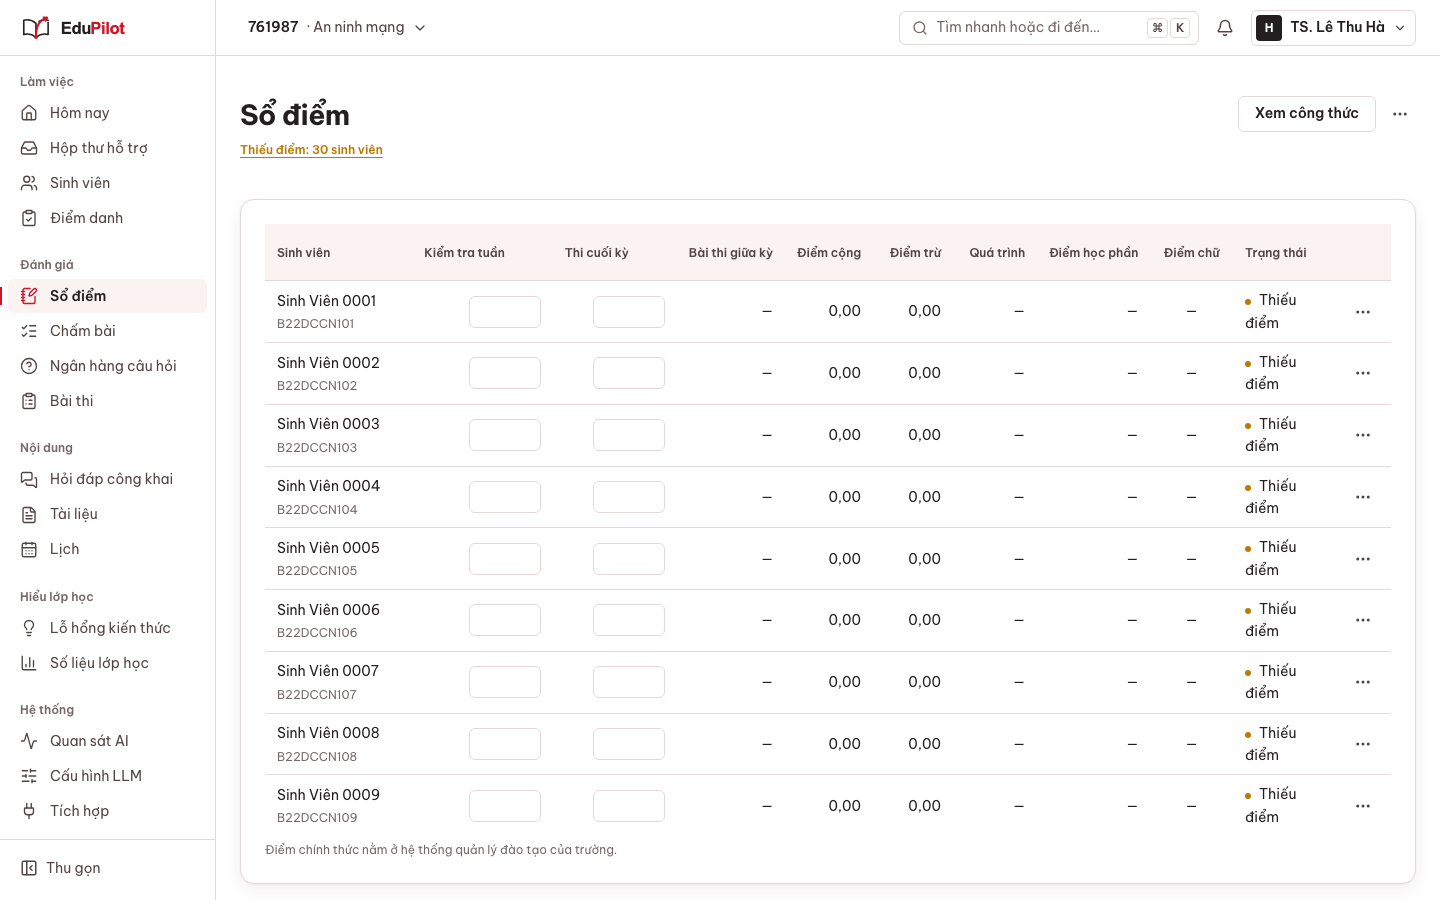 EduPilot
761987 · An ninh mạng
Tìm nhanh hoặc đi đến...
⌘ K
H TS. Lê Thu Hà
Làm việc
Hôm nay
Hộp thư hỗ trợ
Sinh viên
Điểm danh
Đánh giá
Sổ điểm
Chấm bài
Ngân hàng câu hỏi
Bài thi
Nội dung
Hỏi đáp công khai
Tài liệu
Lịch
Hiểu lớp học
Lỗ hổng kiến thức
Số liệu lớp học
Hệ thống
Quan sát AI
Cấu hình LLM
Tích hợp
Thu gọn
Sổ điểm
Thiếu điểm: 30 sinh viên
Xem công thức
Sinh viên Kiểm tra tuần Thi cuối kỳ Bài thi giữa kỳ Điểm cộng Điểm trừ Quá trình Điểm học phần Điểm chữ Trạng thái
Sinh Viên 0001
B22DCCN101
– 0,00 0,00 – – –
Thiếu
điểm
Sinh Viên 0002
B22DCCN102
– 0,00 0,00 – – –
Thiếu
điểm
Sinh Viên 0003
B22DCCN103
– 0,00 0,00 – – –
Thiếu
điểm
Sinh Viên 0004
B22DCCN104
– 0,00 0,00 – – –
Thiếu
điểm
Sinh Viên 0005
B22DCCN105
– 0,00 0,00 – – –
Thiếu
điểm
Sinh Viên 0006
B22DCCN106
– 0,00 0,00 – – –
Thiếu
điểm
Sinh Viên 0007
B22DCCN107
– 0,00 0,00 – – –
Thiếu
điểm
Sinh Viên 0008
B22DCCN108
– 0,00 0,00 – – –
Thiếu
điểm
Sinh Viên 0009
B22DCCN109
– 0,00 0,00 – – –
Thiếu
điểm
Điểm chính thức nằm ở hệ thống quản lý đào tạo của trường.